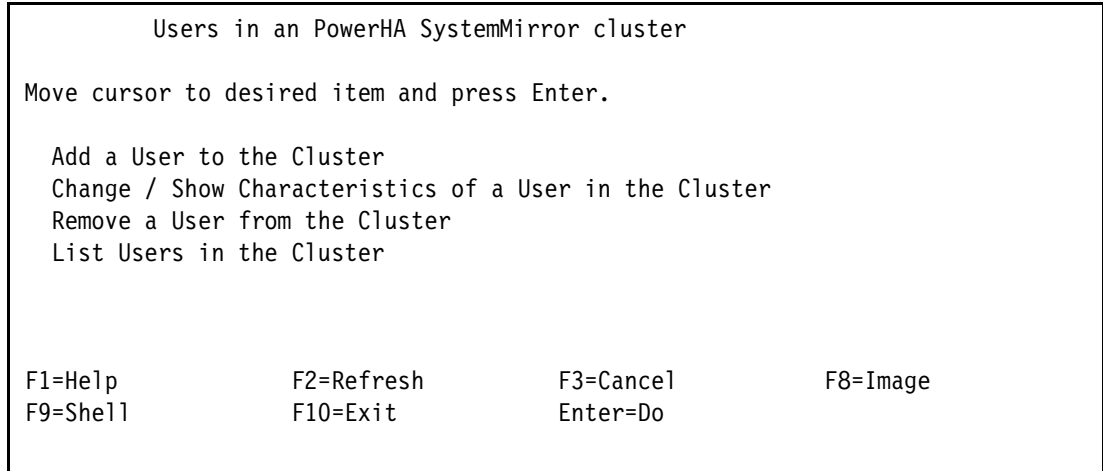 Users in an PowerHA SystemMirror cluster
Move cursor to desired item and press Enter.
Add a User to the Cluster
Change / Show Characteristics of a User in the Cluster
Remove a User from the Cluster
List Users in the Cluster
F1=Help F2=Refresh F3=Cancel F8=Image
F9=Shell F10=Exit Enter=Do